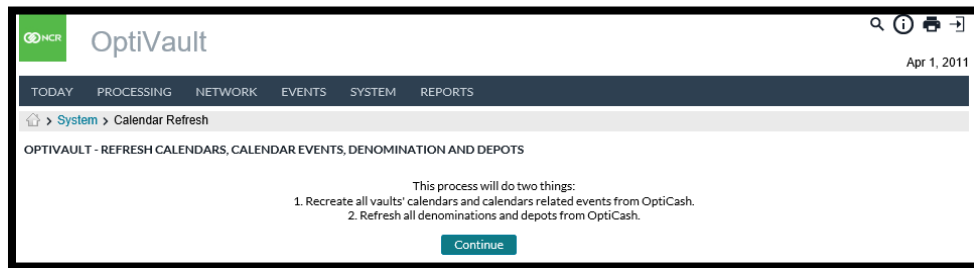 NCR OptiVault
Apr 1, 2011
TODAY PROCESSING NETWORK EVENTS SYSTEM REPORTS
> System > Calendar Refresh
OPTIVAULT - REFRESH CALENDARS, CALENDAR EVENTS, DENOMINATION AND DEPOTS
This process will do two things:
1. Recreate all vaults' calendars and calendars related events from OptiCash.
2. Refresh all denominations and depots from OptiCash.
Continue